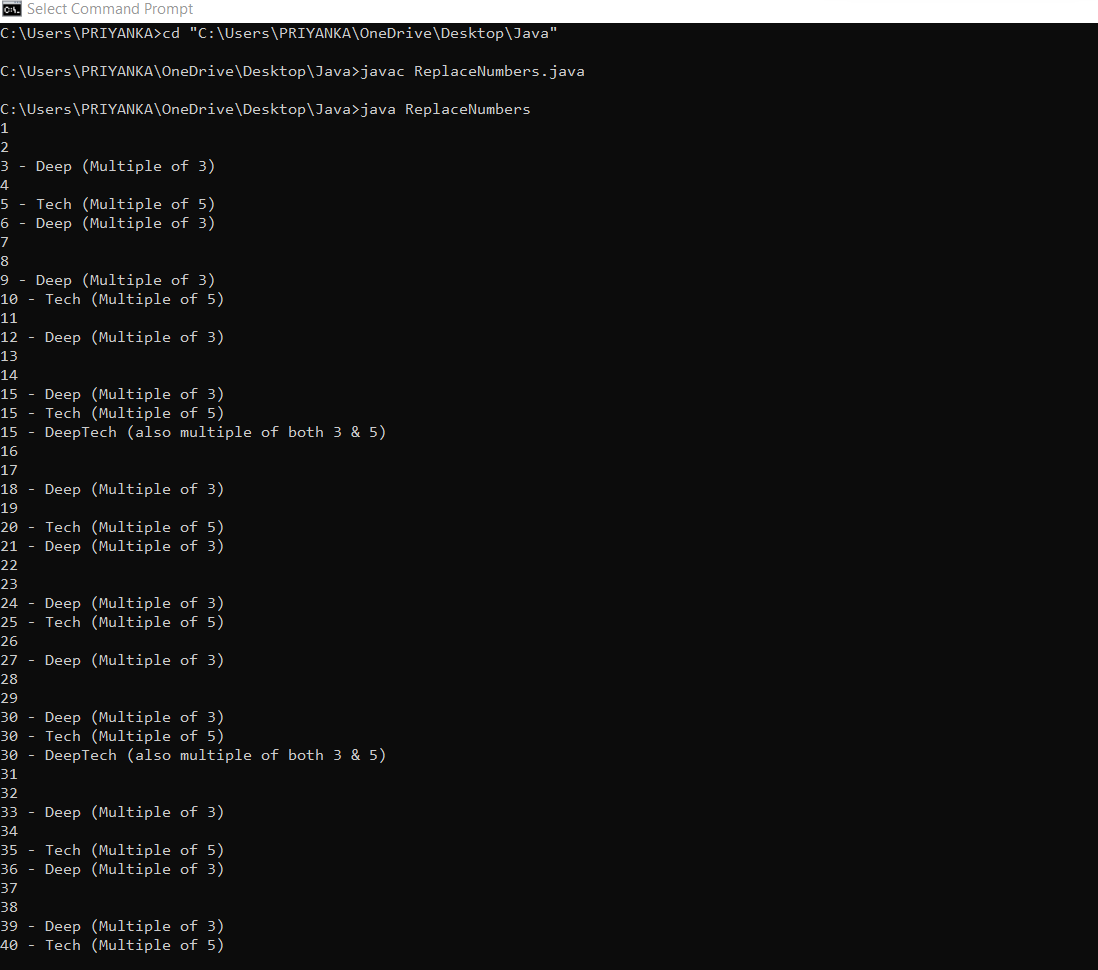 Select Command Prompt
C:\Users\PRIYANKA>cd "C:\Users\PRIYANKA\OneDrive\Desktop\Java"
C:\Users\PRIYANKA\OneDrive\Desktop\Java>javac ReplaceNumbers.java
C:\Users\PRIYANKA\OneDrive\Desktop\Java>java ReplaceNumbers
1
2
3 - Deep (Multiple of 3)
4
5 - Tech (Multiple of 5)
6 - Deep (Multiple of 3)
7
8
9 - Deep (Multiple of 3)
10 - Tech (Multiple of 5)
11
12 - Deep (Multiple of 3)
13
14
15 - Deep (Multiple of 3)
15 - Tech (Multiple of 5)
15 - DeepTech (also multiple of both 3 & 5)
16
17
18 - Deep (Multiple of 3)
19
20 - Tech (Multiple of 5)
21 - Deep (Multiple of 3)
22
23
24 - Deep (Multiple of 3)
25 - Tech (Multiple of 5)
26
27 - Deep (Multiple of 3)
28
29
30 - Deep (Multiple of 3)
30 - Tech (Multiple of 5)
30 - DeepTech (also multiple of both 3 & 5)
31
32
33 - Deep (Multiple of 3)
34
35 - Tech (Multiple of 5)
36 - Deep (Multiple of 3)
37
38
39 - Deep (Multiple of 3)
40 - Tech (Multiple of 5)